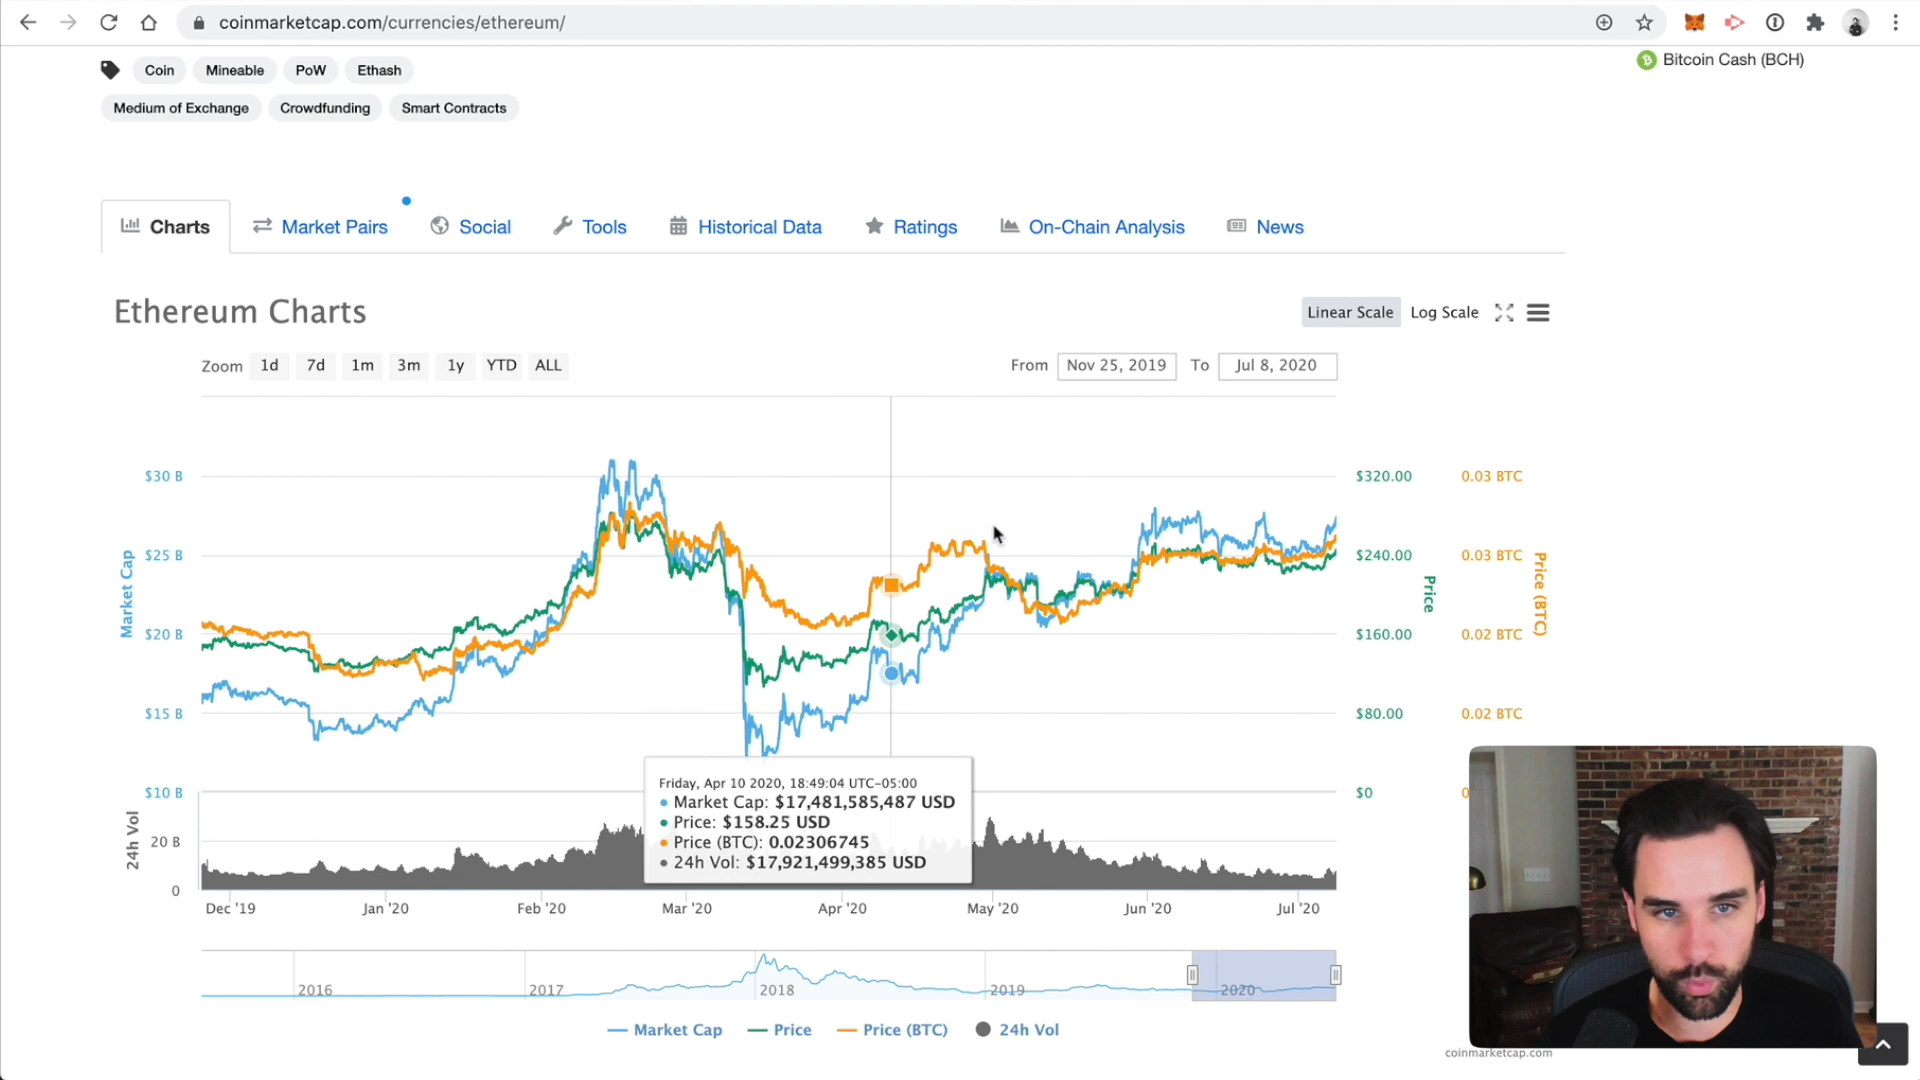 coinmarketcap.com/currencies/ethereum/
Bitcoin Cash (BCH)
Coin Mineable PoW Ethash
Medium of Exchange Crowdfunding Smart Contracts
Charts Market Pairs Social Tools Historical Data Ratings On-Chain Analysis News
Ethereum Charts
Linear Scale Log Scale
Zoom 1d 7d 1m 3m 1y YTD ALL
From Nov 25, 2019 To Jul 8, 2020
$30 B $320.00 0.03 BTC
$25 B $240.00 0.03 BTC
Market Cap
Price
Price (BTC)
$20 B $160.00 0.02 BTC
$15 B $80.00 0.02 BTC
$10 B $0 0
Friday, Apr 10 2020, 18:49:04 UTC-05:00
Market Cap: $17,481,585,487 USD
Price: $158.25 USD
Price (BTC): 0.02306745
24h Vol: $17,921,499,385 USD
24h Vol
20 B
0
Dec '19 Jan '20 Feb '20 Mar '20 Apr '20 May '20 Jun '20 Jul '20
2016 2017 2018 2019 2020
Market Cap Price Price (BTC) 24h Vol
coinmarketcap.com